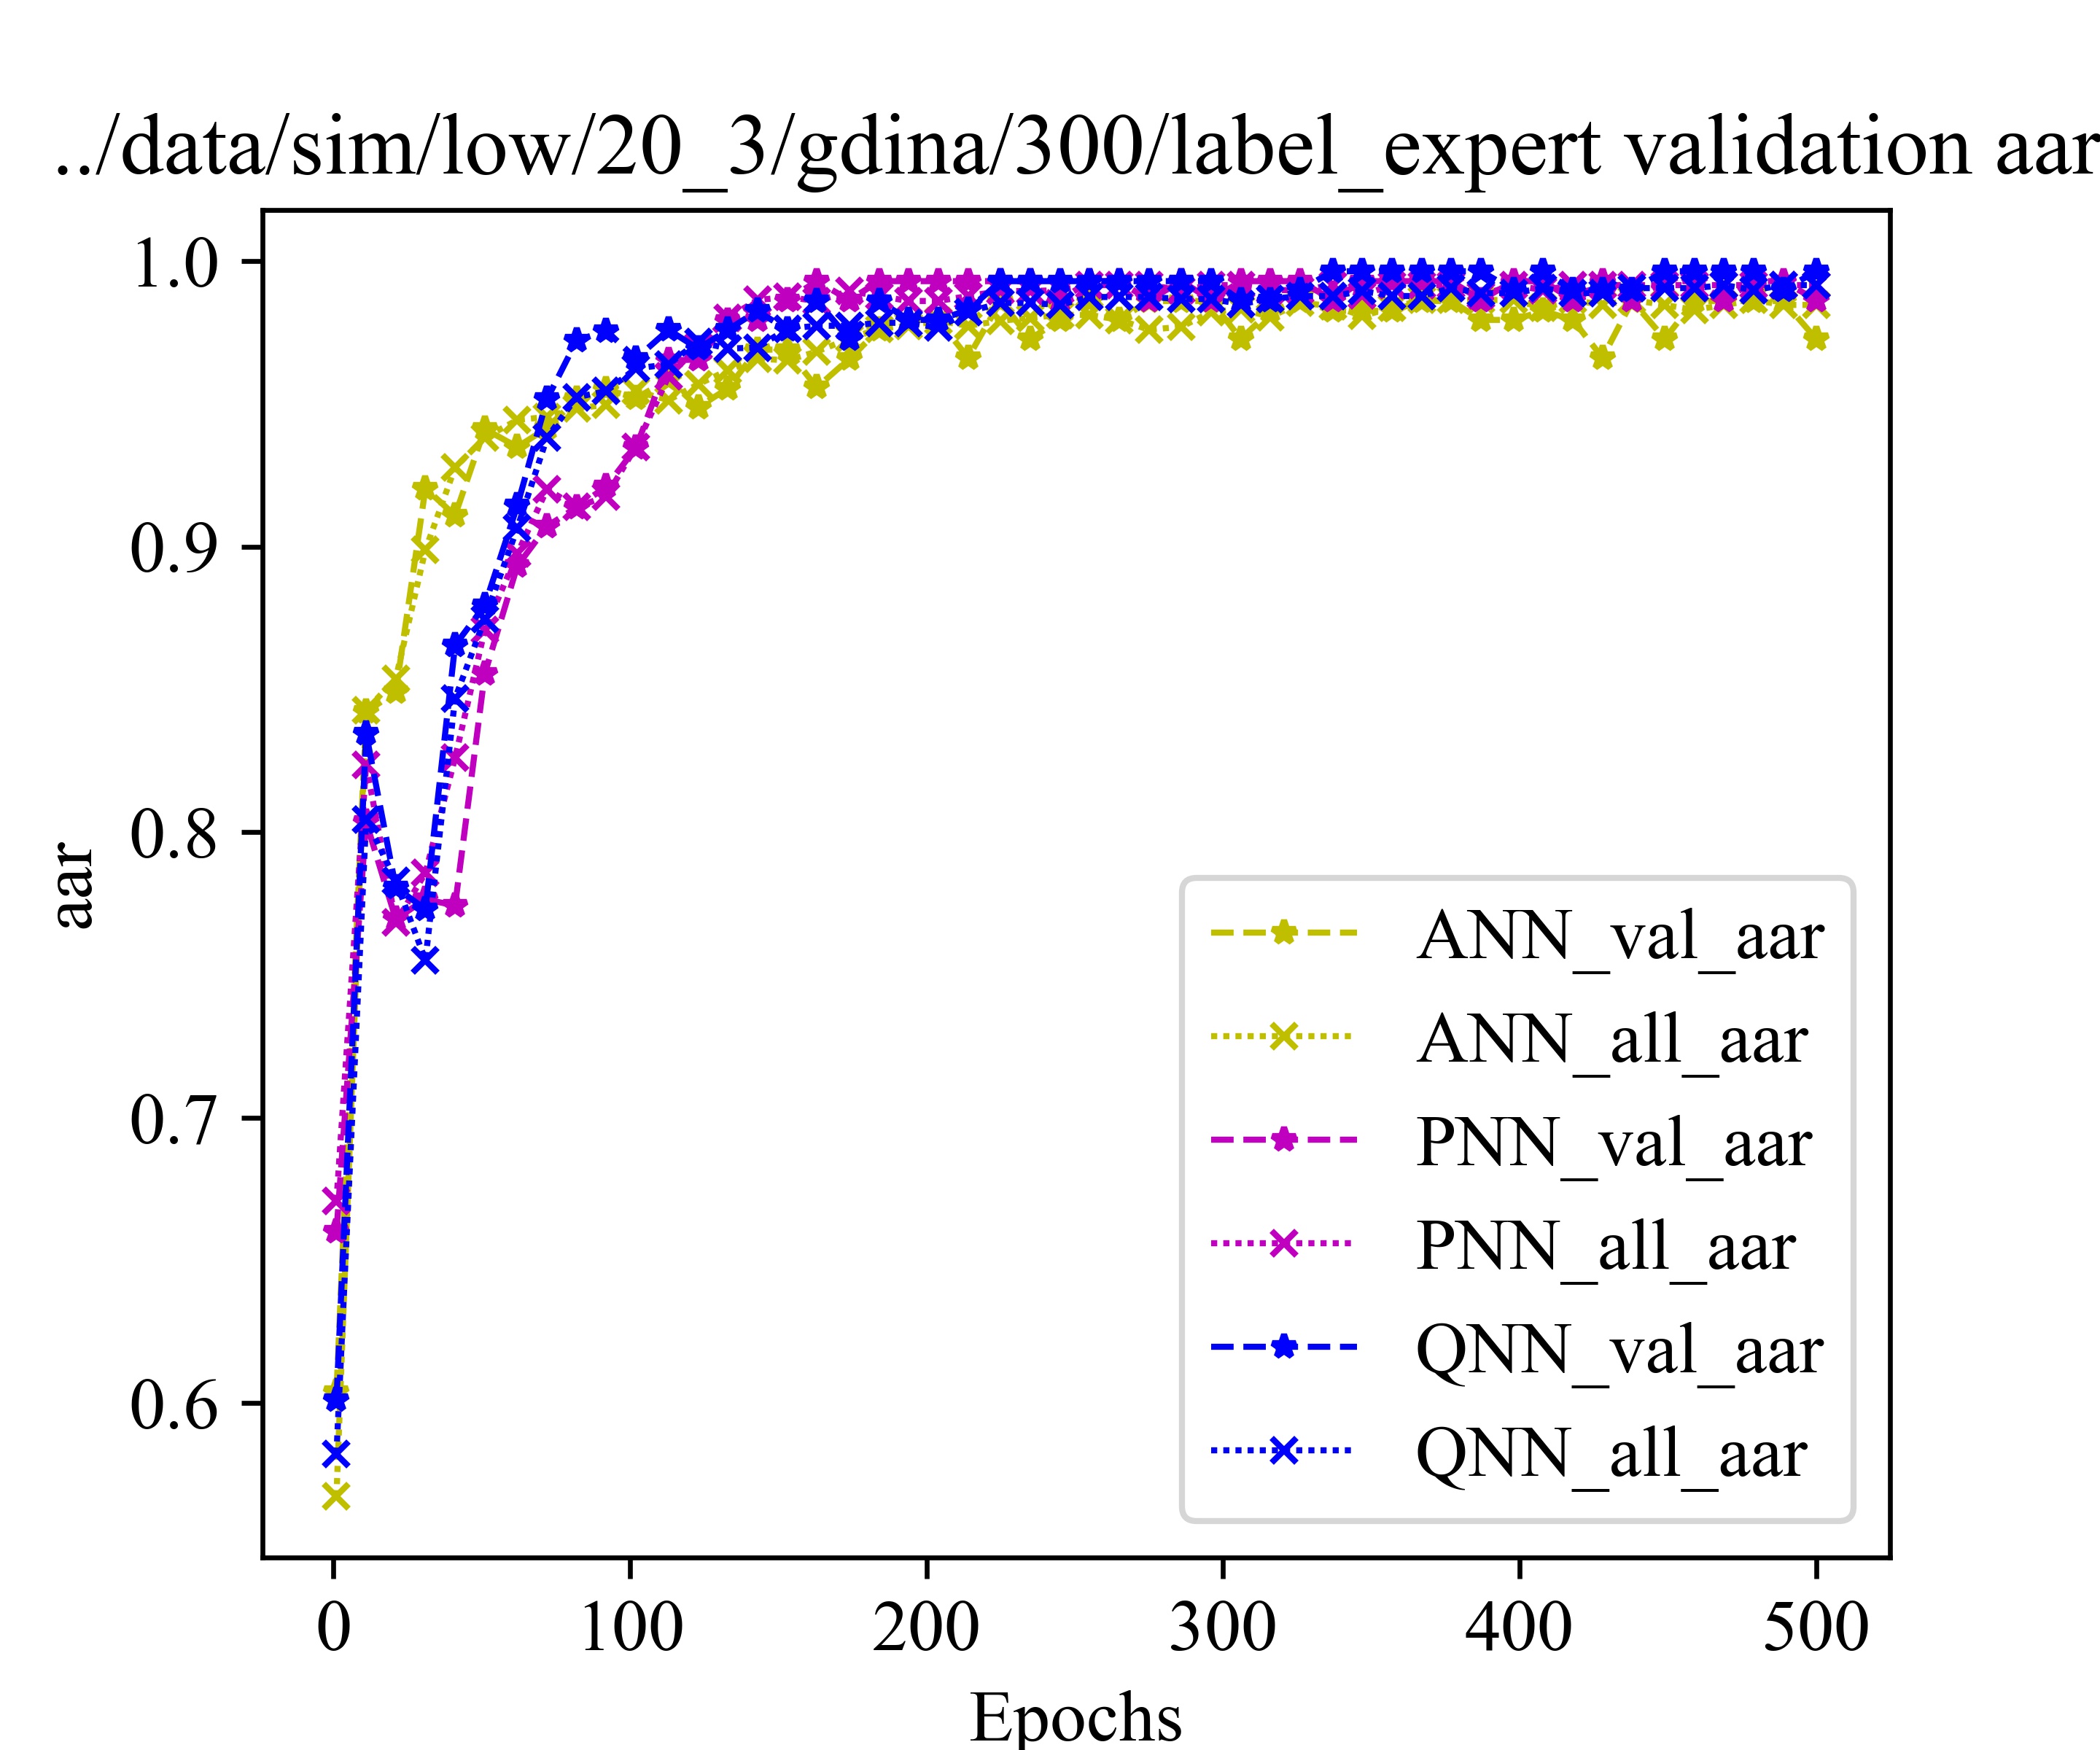 ../data/sim/low/20_3/gdina/300/label_expert validation aar
1.0
0.9
0.8
0.7
0.6
aar
ANN_val_aar
ANN_all_aar
PNN_val_aar
PNN_all_aar
QNN_val_aar
QNN_all_aar
0 100 200 300 400 500
Epochs